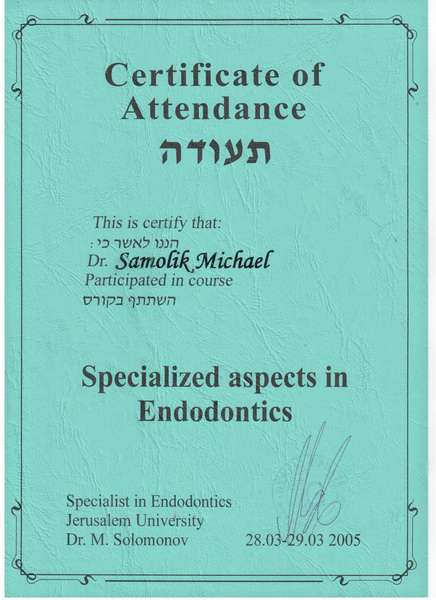 Certificate of
Attendance
תעודה
This is certify that:
הננו לאשר כי:
Dr. Samolik Michael
Participated in course
השתתף בקורס
Specialized aspects in
Endodontics
Specialist in Endodontics
Jerusalem University
Dr. M. Solomonov 28.03-29.03 2005